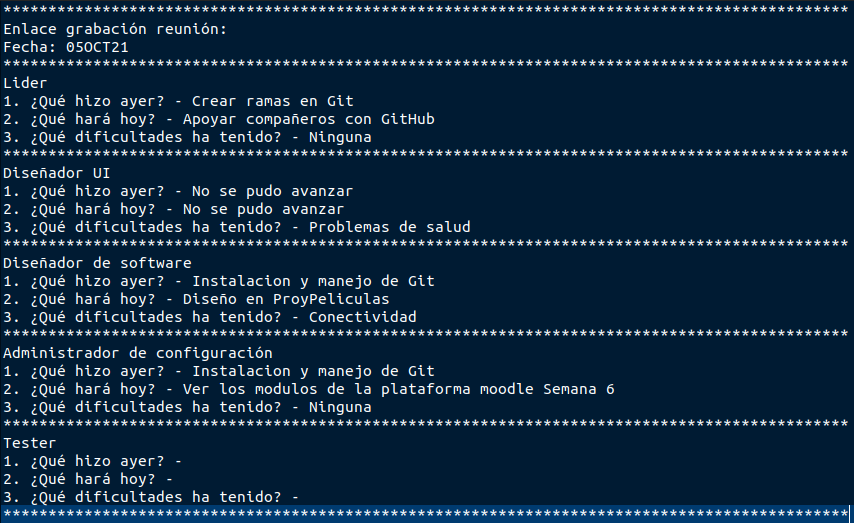 **********************************************************************************************
Enlace grabación reunión:
Fecha: 05OCT21
**********************************************************************************************
Lider
1. ¿Qué hizo ayer? - Crear ramas en Git
2. ¿Qué hará hoy? - Apoyar compañeros con GitHub
3. ¿Qué dificultades ha tenido? - Ninguna
**********************************************************************************************
Diseñador UI
1. ¿Qué hizo ayer? - No se pudo avanzar
2. ¿Qué hará hoy? - No se pudo avanzar
3. ¿Qué dificultades ha tenido? - Problemas de salud
**********************************************************************************************
Diseñador de software
1. ¿Qué hizo ayer? - Instalacion y manejo de Git
2. ¿Qué hará hoy? - Diseño en ProyPeliculas
3. ¿Qué dificultades ha tenido? - Conectividad
**********************************************************************************************
Administrador de configuración
1. ¿Qué hizo ayer? - Instalacion y manejo de Git
2. ¿Qué hará hoy? - Ver los modulos de la plataforma moodle Semana 6
3. ¿Qué dificultades ha tenido? - Ninguna
**********************************************************************************************
Tester
1. ¿Qué hizo ayer? -
2. ¿Qué hará hoy? -
3. ¿Qué dificultades ha tenido? -
**********************************************************************************************